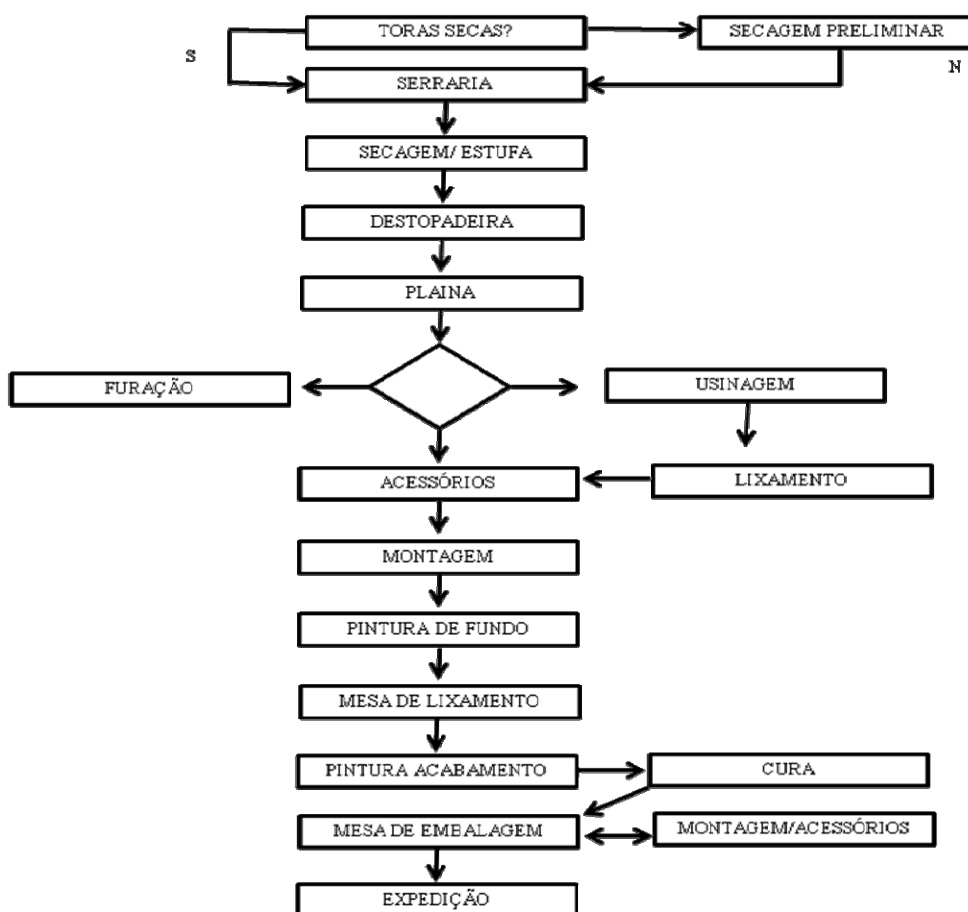 TORAS SECAS?
SECAGEM PRELIMINAR
S
N
SERRARIA
SECAGEM/ ESTUFA
DESTOPADEIRA
PLAINA
FURAÇÃO
USINAGEM
ACESSÓRIOS
LIXAMENTO
MONTAGEM
PINTURA DE FUNDO
MESA DE LIXAMENTO
PINTURA ACABAMENTO
CURA
MESA DE EMBALAGEM
MONTAGEM/ACESSÓRIOS
EXPEDIÇÃO